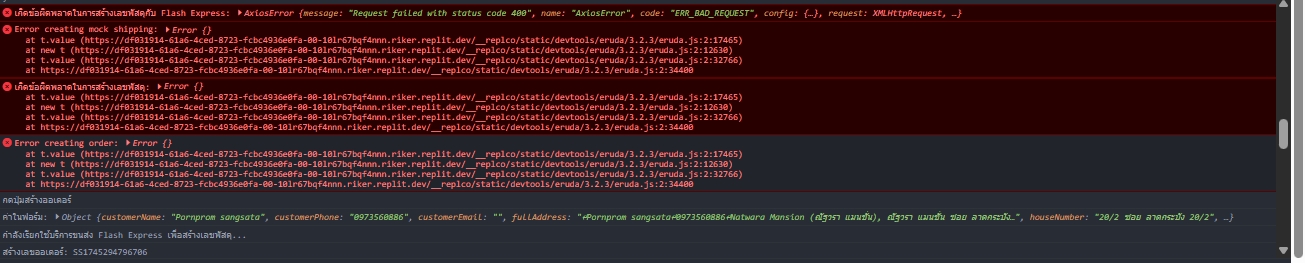 เกิดข้อผิดพลาดในการสร้างเลขพัสดุกับ Flash Express: ▶AxiosError {message: "Request failed with status code 400", name: "AxiosError", code: "ERR_BAD_REQUEST", config: {…}, request: XMLHttpRequest, …}
Error creating mock shipping: ▶Error {}
at t.value (https://df031914-61a6-4ced-8723-fcbc4936e0fa-00-10lr67bqf4nnn.riker.replit.dev/__replco/static/devtools/eruda/3.2.3/eruda.js:2:17465)
at new t (https://df031914-61a6-4ced-8723-fcbc4936e0fa-00-10lr67bqf4nnn.riker.replit.dev/__replco/static/devtools/eruda/3.2.3/eruda.js:2:12630)
at t.value (https://df031914-61a6-4ced-8723-fcbc4936e0fa-00-10lr67bqf4nnn.riker.replit.dev/__replco/static/devtools/eruda/3.2.3/eruda.js:2:32766)
at https://df031914-61a6-4ced-8723-fcbc4936e0fa-00-10lr67bqf4nnn.riker.replit.dev/__replco/static/devtools/eruda/3.2.3/eruda.js:2:34400
เกิดข้อผิดพลาดในการสร้างเลขพัสดุ: ▶Error {}
at t.value (https://df031914-61a6-4ced-8723-fcbc4936e0fa-00-10lr67bqf4nnn.riker.replit.dev/__replco/static/devtools/eruda/3.2.3/eruda.js:2:17465)
at new t (https://df031914-61a6-4ced-8723-fcbc4936e0fa-00-10lr67bqf4nnn.riker.replit.dev/__replco/static/devtools/eruda/3.2.3/eruda.js:2:12630)
at t.value (https://df031914-61a6-4ced-8723-fcbc4936e0fa-00-10lr67bqf4nnn.riker.replit.dev/__replco/static/devtools/eruda/3.2.3/eruda.js:2:32766)
at https://df031914-61a6-4ced-8723-fcbc4936e0fa-00-10lr67bqf4nnn.riker.replit.dev/__replco/static/devtools/eruda/3.2.3/eruda.js:2:34400
Error creating order: ▶Error {}
at t.value (https://df031914-61a6-4ced-8723-fcbc4936e0fa-00-10lr67bqf4nnn.riker.replit.dev/__replco/static/devtools/eruda/3.2.3/eruda.js:2:17465)
at new t (https://df031914-61a6-4ced-8723-fcbc4936e0fa-00-10lr67bqf4nnn.riker.replit.dev/__replco/static/devtools/eruda/3.2.3/eruda.js:2:12630)
at t.value (https://df031914-61a6-4ced-8723-fcbc4936e0fa-00-10lr67bqf4nnn.riker.replit.dev/__replco/static/devtools/eruda/3.2.3/eruda.js:2:32766)
at https://df031914-61a6-4ced-8723-fcbc4936e0fa-00-10lr67bqf4nnn.riker.replit.dev/__replco/static/devtools/eruda/3.2.3/eruda.js:2:34400
กดปุ่มสร้างออเดอร์
ค่าในฟอร์ม: ▶Object {customerName: "Pornprom sangsata", customerPhone: "0973560886", customerEmail: "", fullAddress: "↵Pornprom sangsata↵0973560886↵Natwara Mansion (ณัฐวรา แมนชั่น), ณัฐวรา แมนชั่น ซอย ลาดกระบัง…", houseNumber: "20/2 ซอย ลาดกระบัง 20/2", …}
กำลังเรียกใช้บริการขนส่ง Flash Express เพื่อสร้างเลขพัสดุ...
สร้างเลขออเดอร์: SS1745294796706